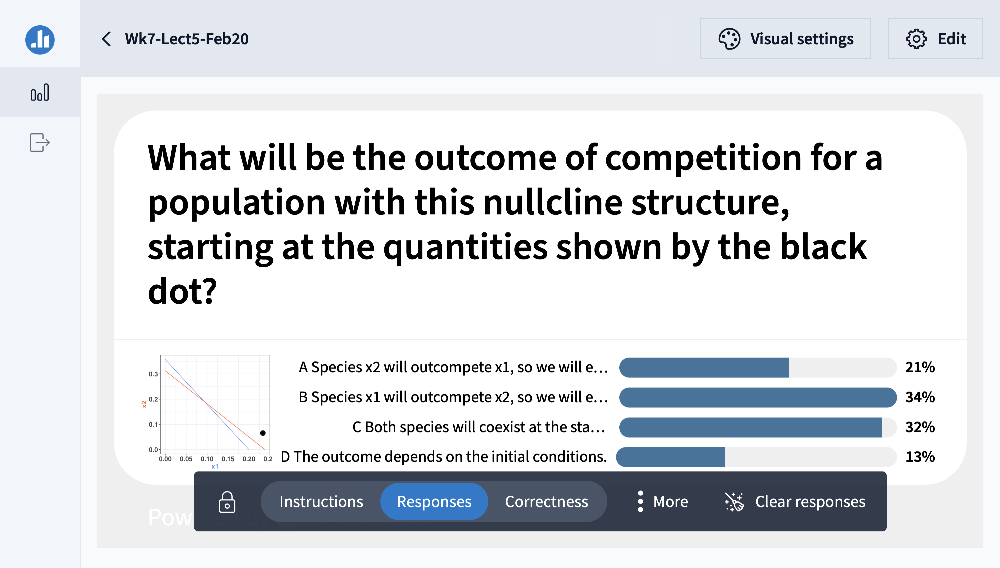 Wk7-Lect5-Feb20
Visual settings
Edit
What will be the outcome of competition for a
population with this nullcline structure,
starting at the quantities shown by the black
dot?
0.3
0.2
0.1
0.0
x2
0.00 0.05 0.10 0.15 0.20 0.2
x1
A Species x2 will outcompete x1, so we will e… 21%
B Species x1 will outcompete x2, so we will e… 34%
C Both species will coexist at the sta… 32%
D The outcome depends on the initial conditions. 13%
Instructions
Responses
Correctness
More
Clear responses
Powered by